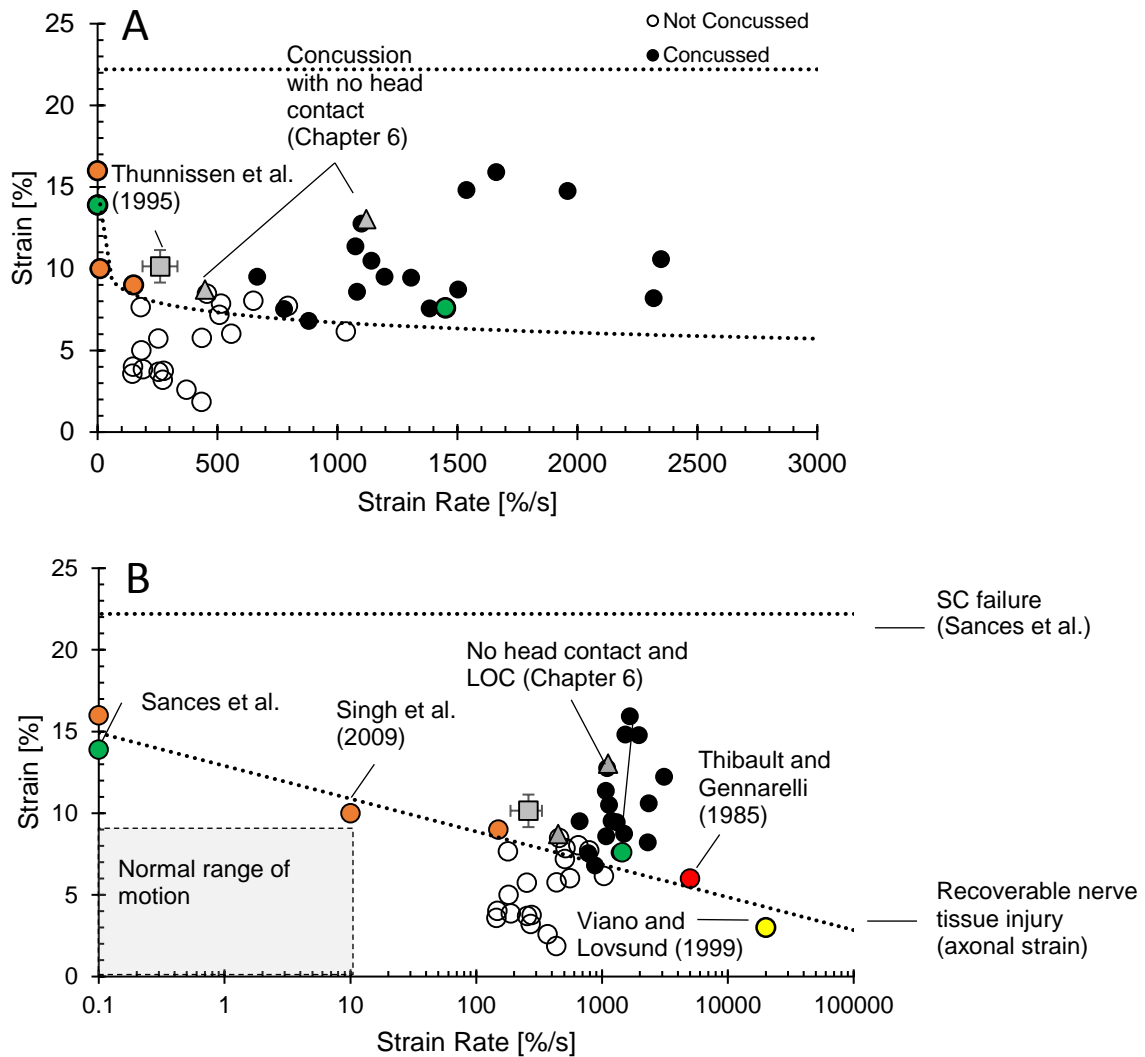 A
Not Concussed
Concussed
Concussion
with no head
contact
(Chapter 6)
Thunnissen et al.
(1995)
Strain [%]
25
20
15
10
5
0
0
500
1000
1500
2000
2500
3000
Strain Rate [%/s]
B
SC failure
(Sances et al.)
No head contact and
LOC (Chapter 6)
Sances et al.
Singh et al.
(2009)
Thibault and
Gennarelli
(1985)
Normal range of
motion
Viano and
Lovsund (1999)
Recoverable nerve
tissue injury
(axonal strain)
Strain [%]
25
20
15
10
5
0
0.1
1
10
100
1000
10000
100000
Strain Rate [%/s]